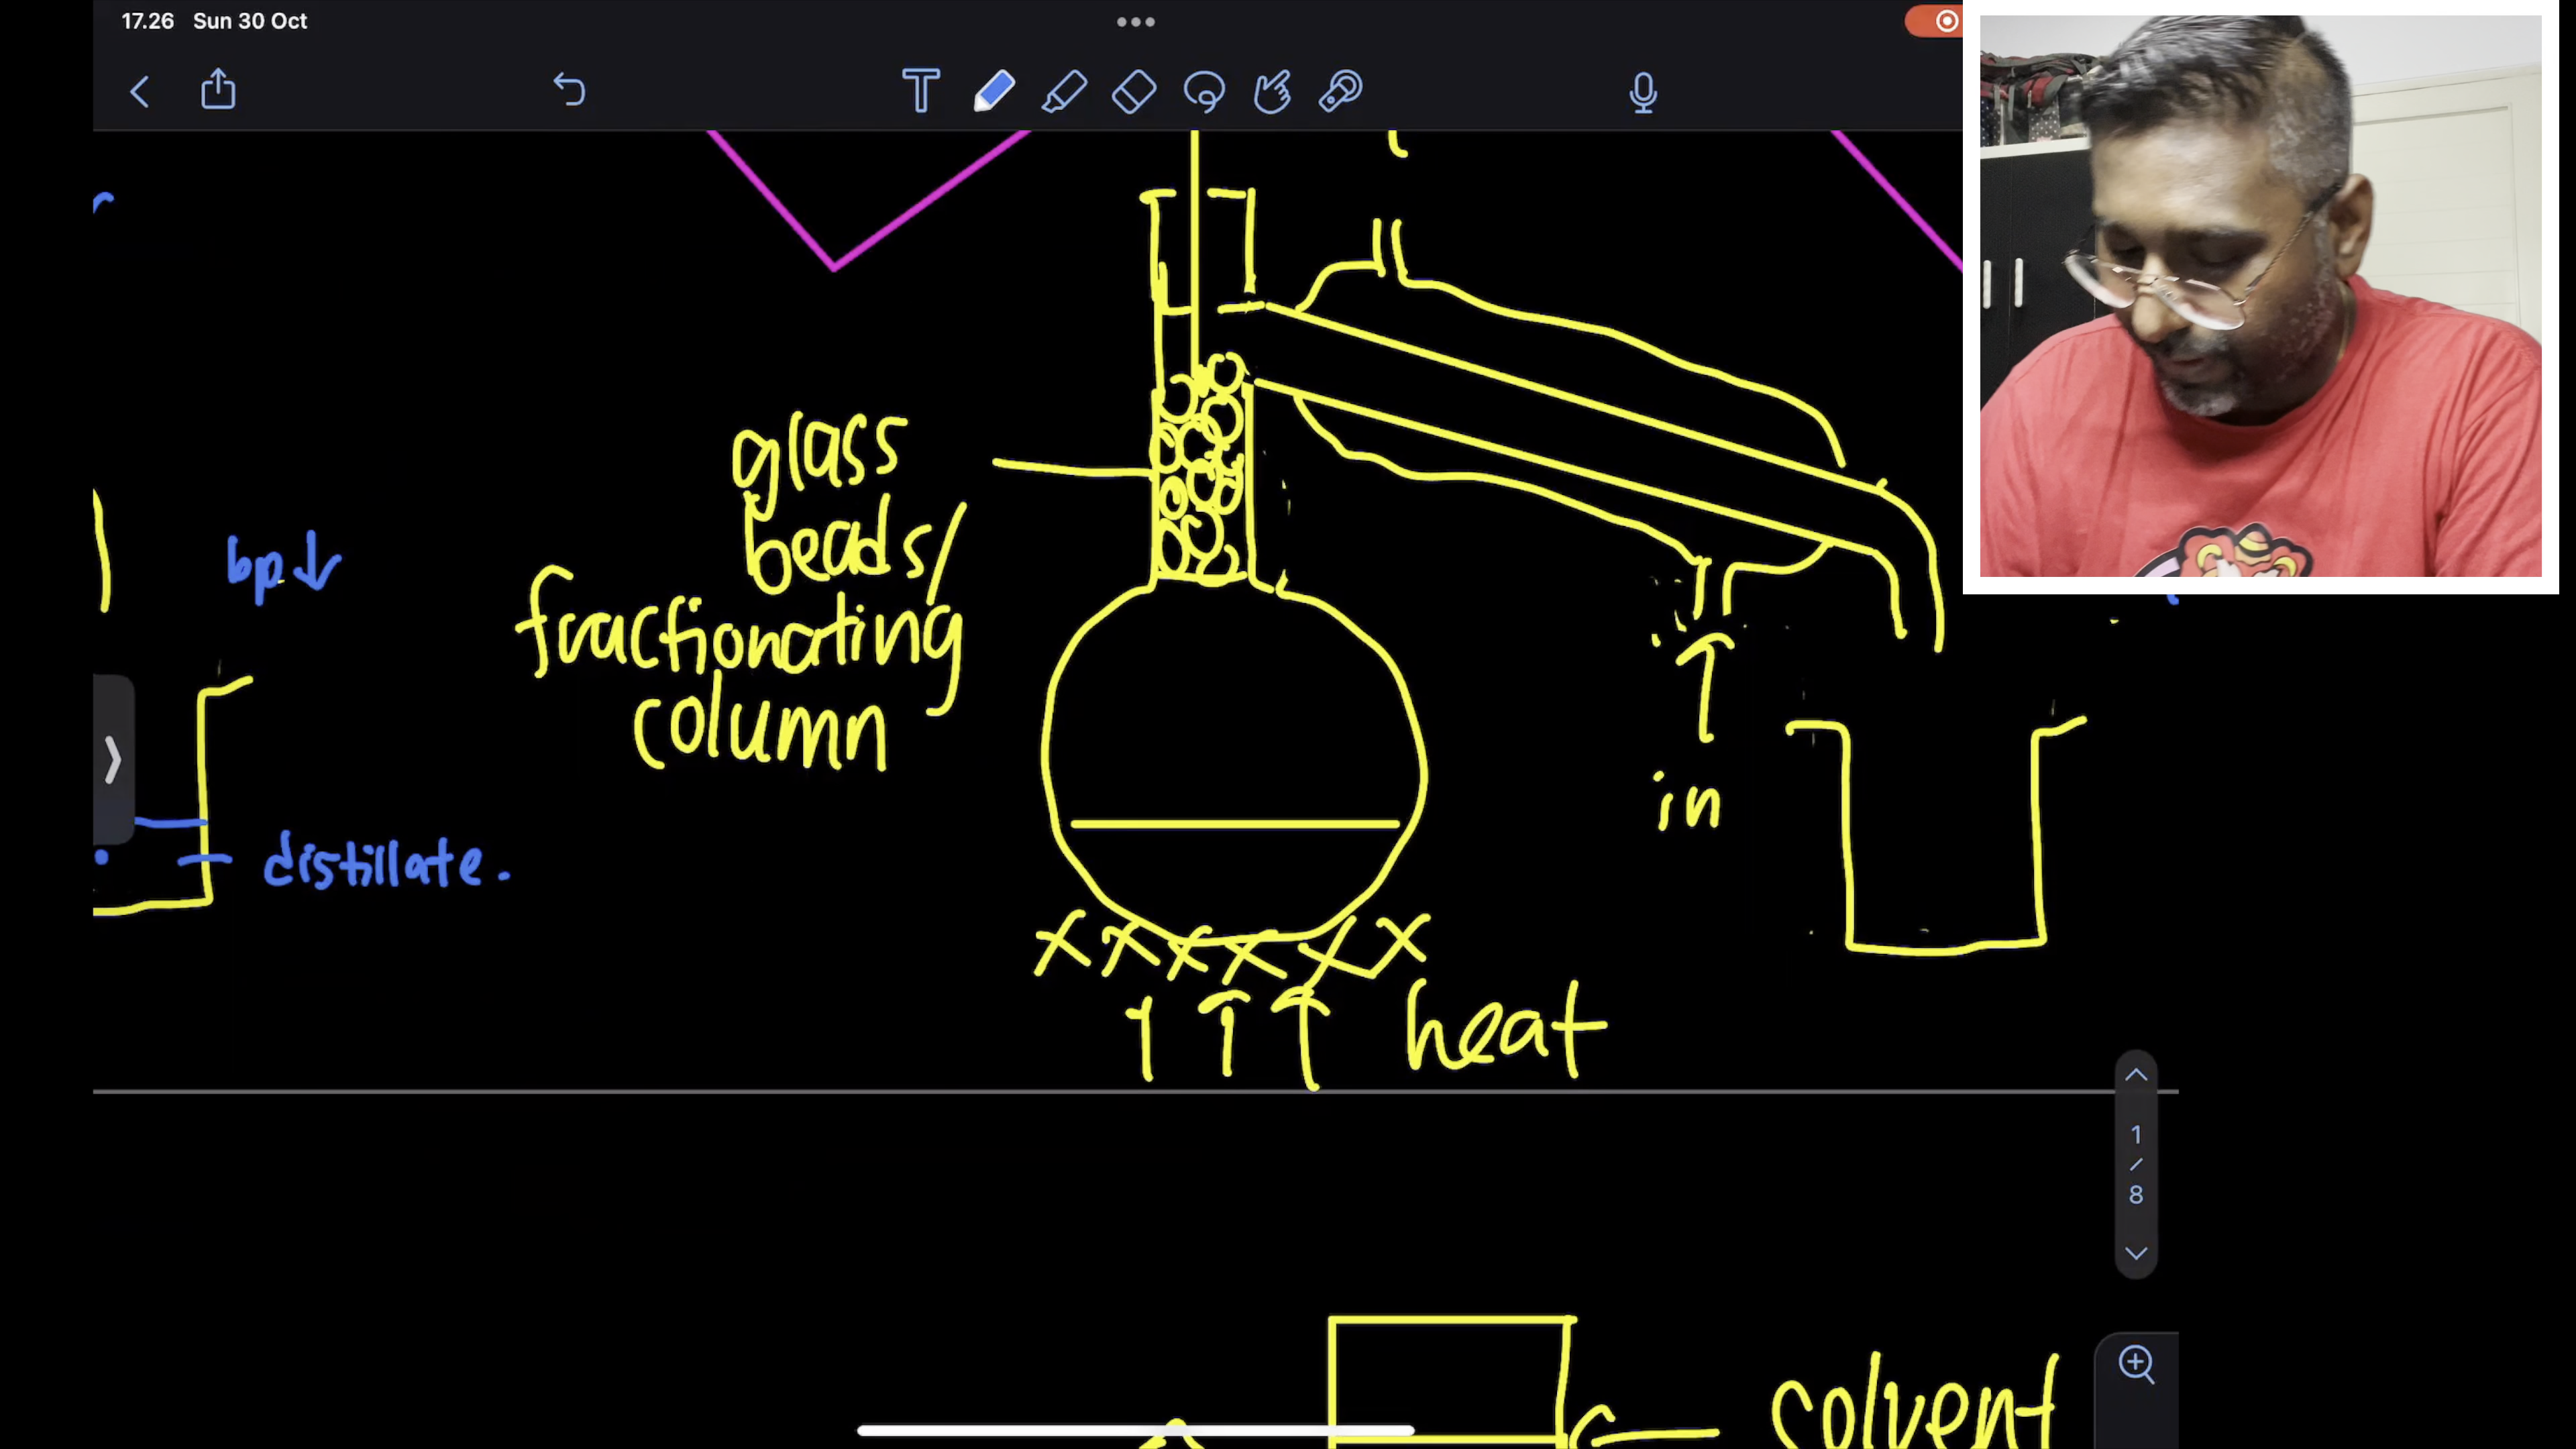 17.26 Sun 30 Oct
T
glass
beads/
fractionating
column
bp↓
in
distillate.
heat
1
/
8
solvent